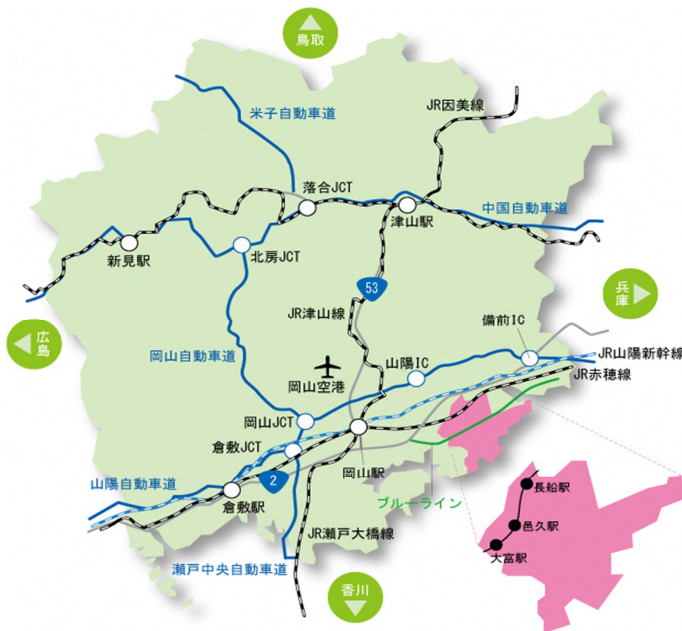 鳥取
米子自動車道
JR因美線
落合JCT
津山駅
中国自動車道
新見駅
北房JCT
53
兵庫
JR津山線
備前IC
広島
岡山自動車道
山陽IC
JR山陽新幹線
岡山空港
JR赤穂線
岡山JCT
倉敷JCT
岡山駅
山陽自動車道
2
長船駅
倉敷駅
ブルーライン
邑久駅
JR瀬戸大橋線
大富駅
瀬戸中央自動車道
香川